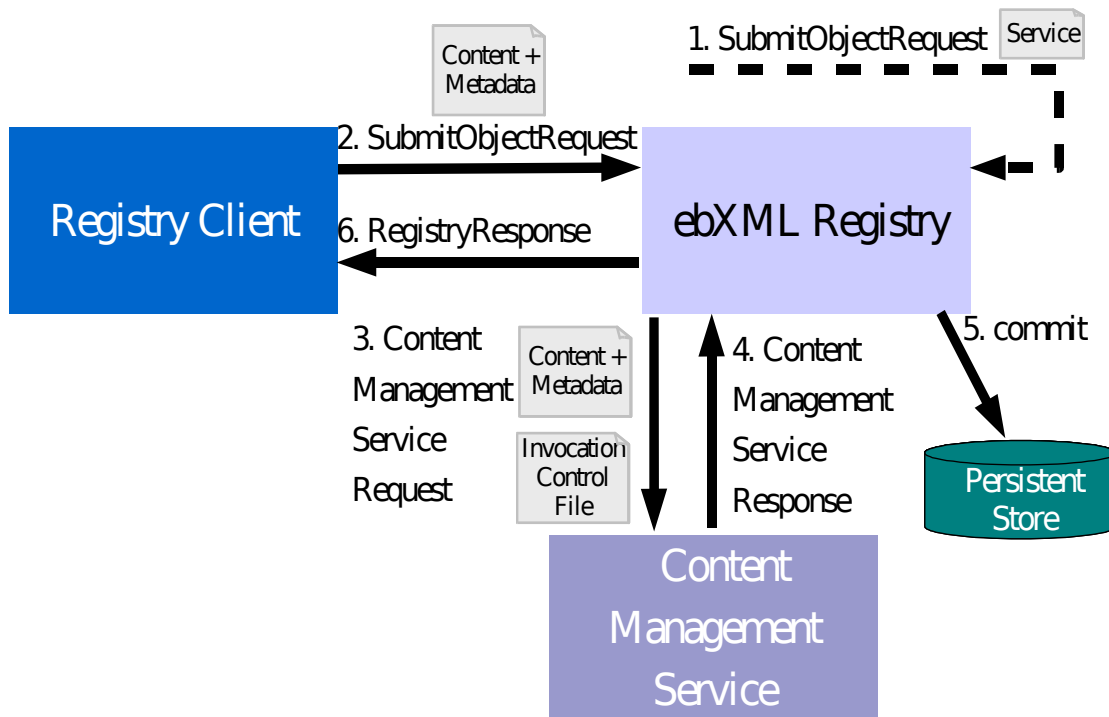 Content +
Metadata
1. SubmitObjectRequest
Service
2. SubmitObjectRequest
Registry Client
ebXML Registry
6. RegistryResponse
3. Content
Management
Service
Request
Content +
Metadata
Invocation
Control
File
4. Content
Management
Service
Response
5. commit
Persistent
Store
Content
Management
Service